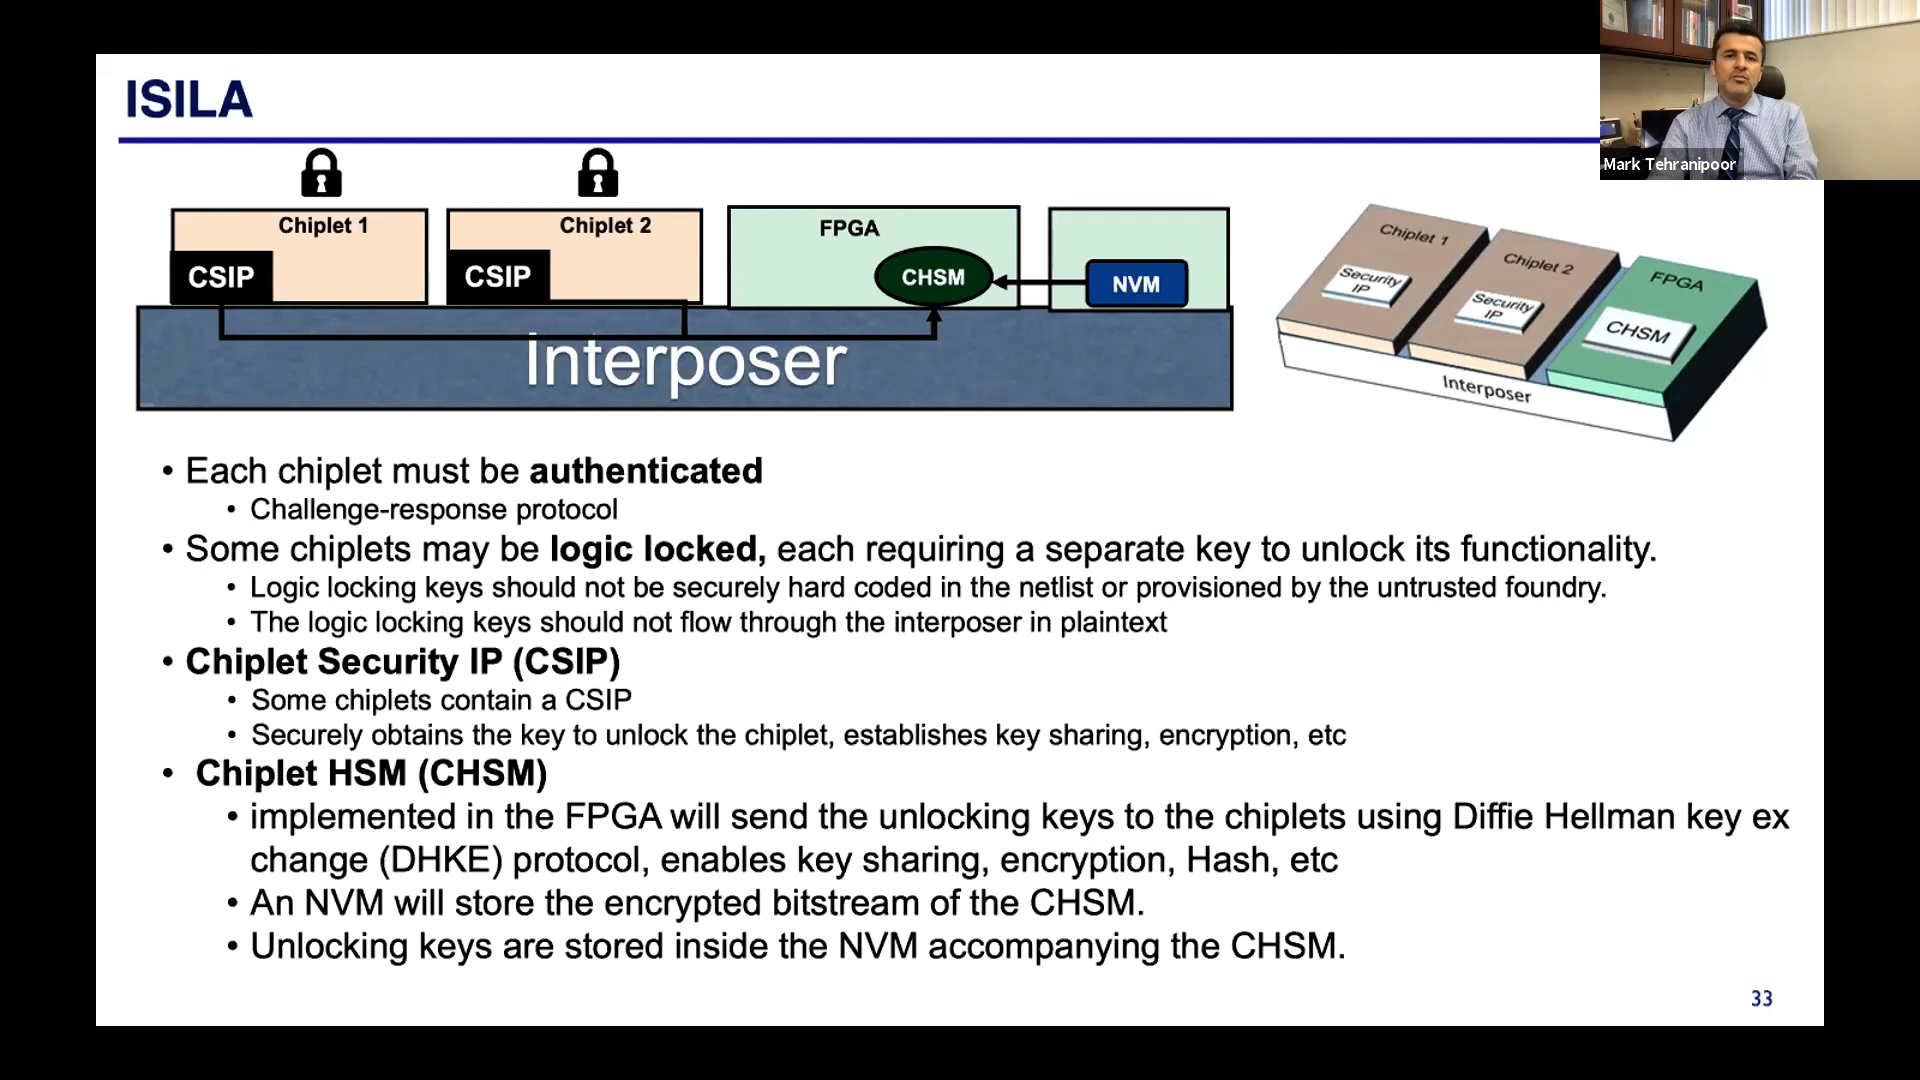 ISILA
Mark Tehranipoor
Chiplet 1
Chiplet 2
FPGA
CSIP
CSIP
CHSM
NVM
Interposer
Chiplet 1
Security
IP
Chiplet 2
Security
IP
FPGA
CHSM
Interposer
• Each chiplet must be authenticated
• Challenge-response protocol
• Some chiplets may be logic locked, each requiring a separate key to unlock its functionality.
• Logic locking keys should not be securely hard coded in the netlist or provisioned by the untrusted foundry.
• The logic locking keys should not flow through the interposer in plaintext
• Chiplet Security IP (CSIP)
• Some chiplets contain a CSIP
• Securely obtains the key to unlock the chiplet, establishes key sharing, encryption, etc
• Chiplet HSM (CHSM)
• implemented in the FPGA will send the unlocking keys to the chiplets using Diffie Hellman key ex
change (DHKE) protocol, enables key sharing, encryption, Hash, etc
• An NVM will store the encrypted bitstream of the CHSM.
• Unlocking keys are stored inside the NVM accompanying the CHSM.
33